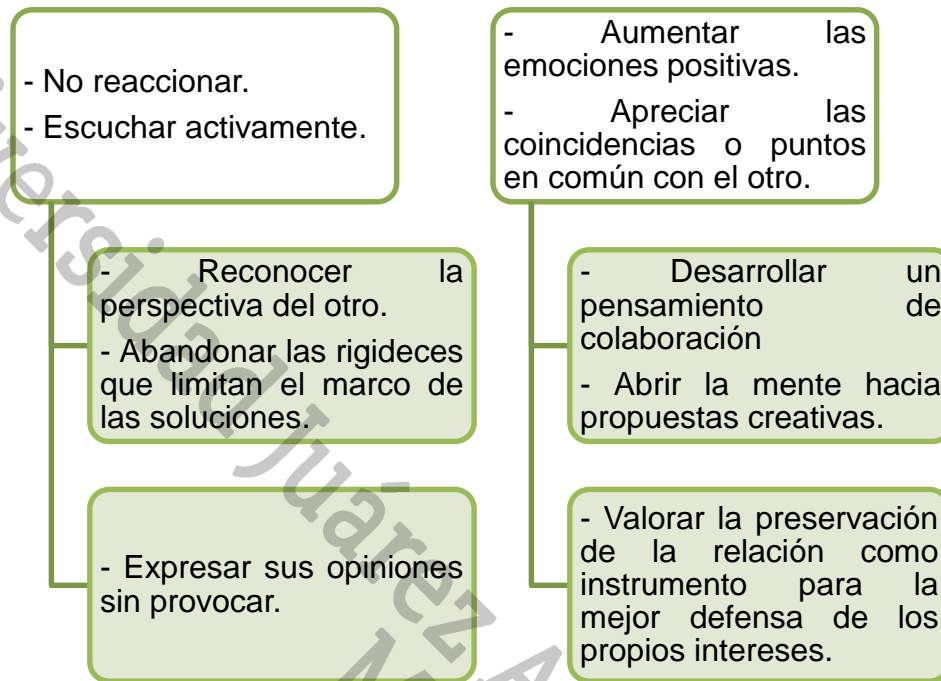 - No reaccionar.
- Escuchar activamente.
- Reconocer la
perspectiva del otro.
- Abandonar las rigideces
que limitan el marco de
las soluciones.
- Expresar sus opiniones
sin provocar.
- Aumentar las
emociones positivas.
- Apreciar las
coincidencias o puntos
en común con el otro.
- Desarrollar un
pensamiento de
colaboración
- Abrir la mente hacia
propuestas creativas.
- Valorar la preservación
de la relación como
instrumento para la
mejor defensa de los
propios intereses.
Juárez